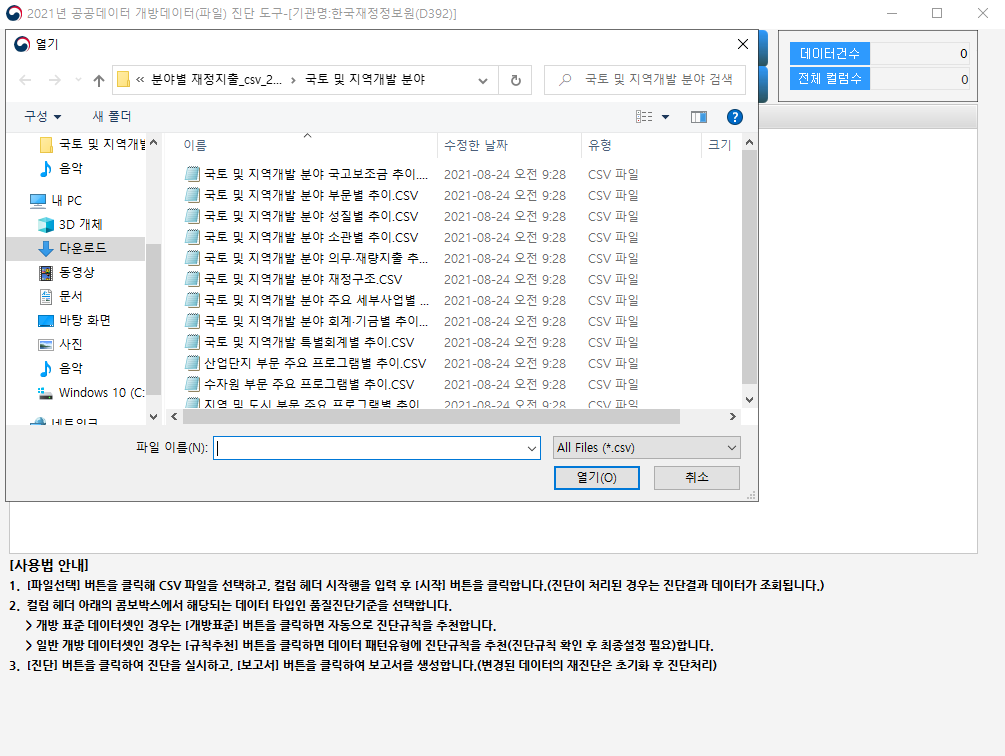 2021년 공공데이터 개방데이터(파일) 진단 도구-[기관명:한국재정정보원(D392)]
열기
데이터건수 0
전체 컬럼수 0
« 분야별 재정지출_csv_2... › 국토 및 지역개발 분야
국토 및 지역개발 분야 검색
구성 새 폴더
국토 및 지역개발
음악
내 PC
3D 개체
다운로드
동영상
문서
바탕 화면
사진
음악
Windows 10 (C:
네트워크
이름 수정한 날짜 유형 크기
국토 및 지역개발 분야 국고보조금 추이.... 2021-08-24 오전 9:28 CSV 파일
국토 및 지역개발 분야 부문별 추이.CSV 2021-08-24 오전 9:28 CSV 파일
국토 및 지역개발 분야 성질별 추이.CSV 2021-08-24 오전 9:28 CSV 파일
국토 및 지역개발 분야 소관별 추이.CSV 2021-08-24 오전 9:28 CSV 파일
국토 및 지역개발 분야 의무·재량지출 추... 2021-08-24 오전 9:28 CSV 파일
국토 및 지역개발 분야 재정구조.CSV 2021-08-24 오전 9:28 CSV 파일
국토 및 지역개발 분야 주요 세부사업별 ... 2021-08-24 오전 9:28 CSV 파일
국토 및 지역개발 분야 회계·기금별 추이... 2021-08-24 오전 9:28 CSV 파일
국토 및 지역개발 특별회계별 추이.CSV 2021-08-24 오전 9:28 CSV 파일
산업단지 부문 주요 프로그램별 추이.CSV 2021-08-24 오전 9:28 CSV 파일
수자원 부문 주요 프로그램별 추이.CSV 2021-08-24 오전 9:28 CSV 파일
지역 및 도시 부문 주요 프로그램별 추이 2021-08-24 오전 9:28 CSV 파일
파일 이름(N): All Files (*.csv)
열기(O) 취소
[사용법 안내]
1. [파일선택] 버튼을 클릭해 CSV 파일을 선택하고, 컬럼 헤더 시작행을 입력 후 [시작] 버튼을 클릭합니다.(진단이 처리된 경우는 진단결과 데이터가 조회됩니다.)
2. 컬럼 헤더 아래의 콤보박스에서 해당되는 데이터 타입인 품질진단기준을 선택합니다.
> 개방 표준 데이터셋인 경우는 [개방표준] 버튼을 클릭하면 자동으로 진단규칙을 추천합니다.
> 일반 개방 데이터셋인 경우는 [규칙추천] 버튼을 클릭하면 데이터 패턴유형에 진단규칙을 추천(진단규칙 확인 후 최종설정 필요)합니다.
3. [진단] 버튼을 클릭하여 진단을 실시하고, [보고서] 버튼을 클릭하여 보고서를 생성합니다.(변경된 데이터의 재진단은 초기화 후 진단처리)